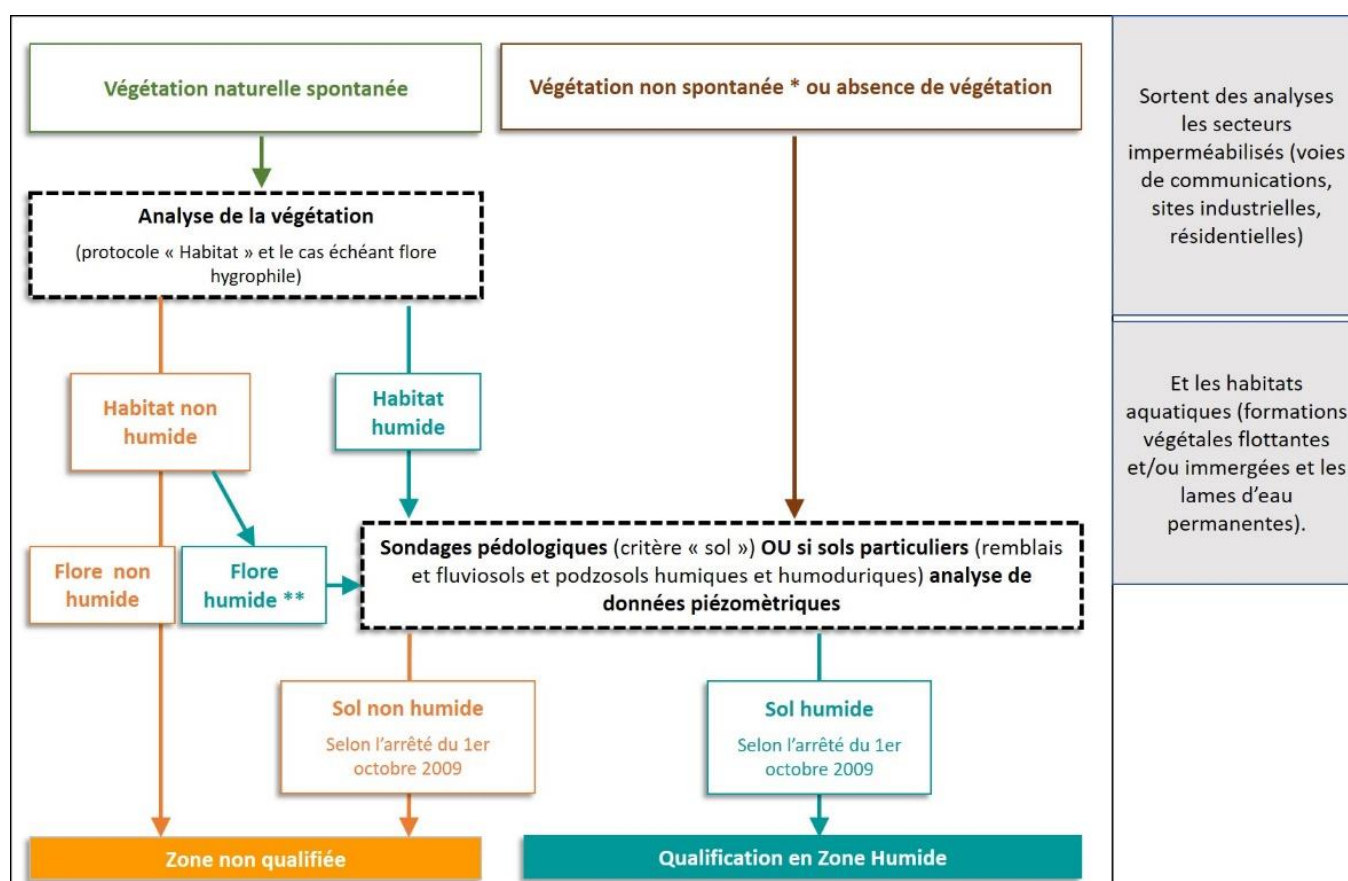 Végétation naturelle spontanée
Végétation non spontanée * ou absence de végétation
Analyse de la végétation
(protocole « Habitat » et le cas échéant flore
hygrophile)
Habitat non
humide
Habitat
humide
Flore non
humide
Flore
humide **
Sondages pédologiques (critère « sol ») OU si sols particuliers (remblais
et fluviosols et podzosols humiques et humoduriques) analyse de
données piézomètriques
Sol non humide
Selon l'arrêté du 1er
octobre 2009
Sol humide
Selon l'arrêté du 1er
octobre 2009
Zone non qualifiée
Qualification en Zone Humide
Sortent des analyses
les secteurs
imperméabilisés (voies
de communications,
sites industrielles,
résidentielles)
Et les habitats
aquatiques (formations
végétales flottantes
et/ou immergées et les
lames d'eau
permanentes).